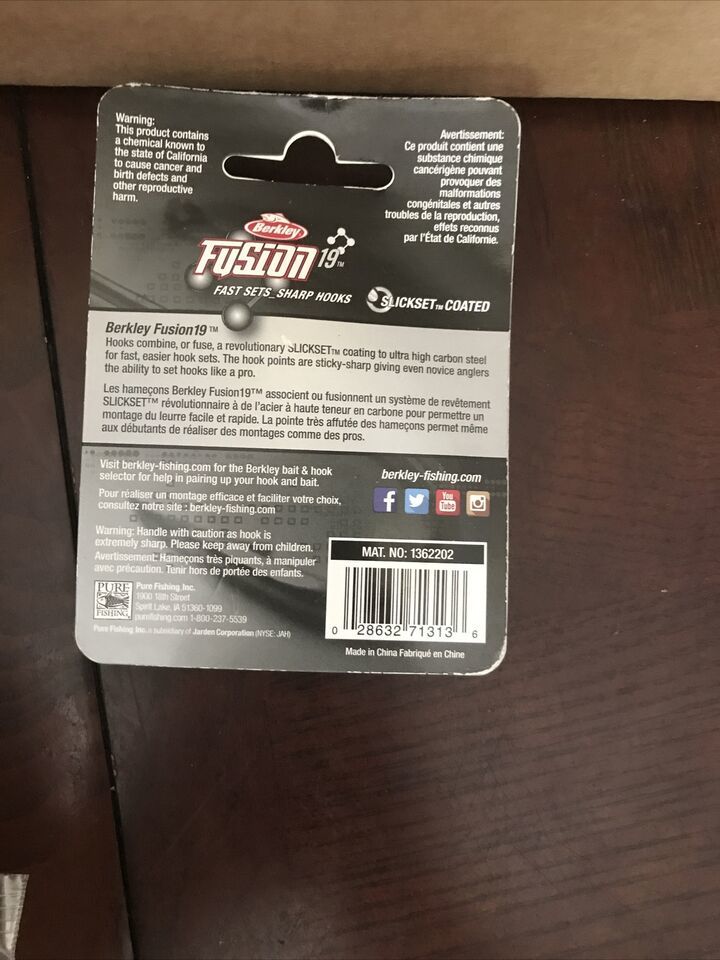 Warning:
This product contains
a chemical known to
the state of California
to cause cancer and
birth defects and
other reproductive
harm.
Avertissement:
Ce produit contient une
substance chimique
cancérigène pouvant
provoquer des
malformations
congénitales et autres
troubles de la reproduction,
effets reconnus
par l'État de Californie.
Berkley
FUSION 19™
FAST SETS_SHARP HOOKS
SLICKSET™ COATED
Berkley Fusion19™
Hooks combine, or fuse, a revolutionary SLICKSET™ coating to ultra high carbon steel
for fast, easier hook sets. The hook points are sticky-sharp giving even novice anglers
the ability to set hooks like a pro.
Les hameçons Berkley Fusion19™ associent ou fusionnent un système de revêtement
SLICKSET™ révolutionnaire à de l'acier à haute teneur en carbone pour permettre un
montage du leurre facile et rapide. La pointe très affutée des hameçons permet même
aux débutants de réaliser des montages comme des pros.
Visit berkley-fishing.com for the Berkley bait & hook
selector for help in pairing up your hook and bait.
Pour réaliser un montage efficace et faciliter votre choix,
consultez notre site : berkley-fishing.com
Warning: Handle with caution as hook is
extremely sharp. Please keep away from children.
Avertissement: Hameçons très piquants, à manipuler
avec précaution. Tenir hors de portée des enfants.
berkley-fishing.com
f
You
Tube
MAT. NO: 1362202
0 28632 71313 6
Made in China Fabriqué en Chine
PURE
FISHING
Pure Fishing Inc.
1900 18th Street
Spirit Lake, IA 51360-1099
purefishing.com 1-800-237-5539
Pure Fishing Inc. a subsidiary of Jarden Corporation (NYSE: JAH)